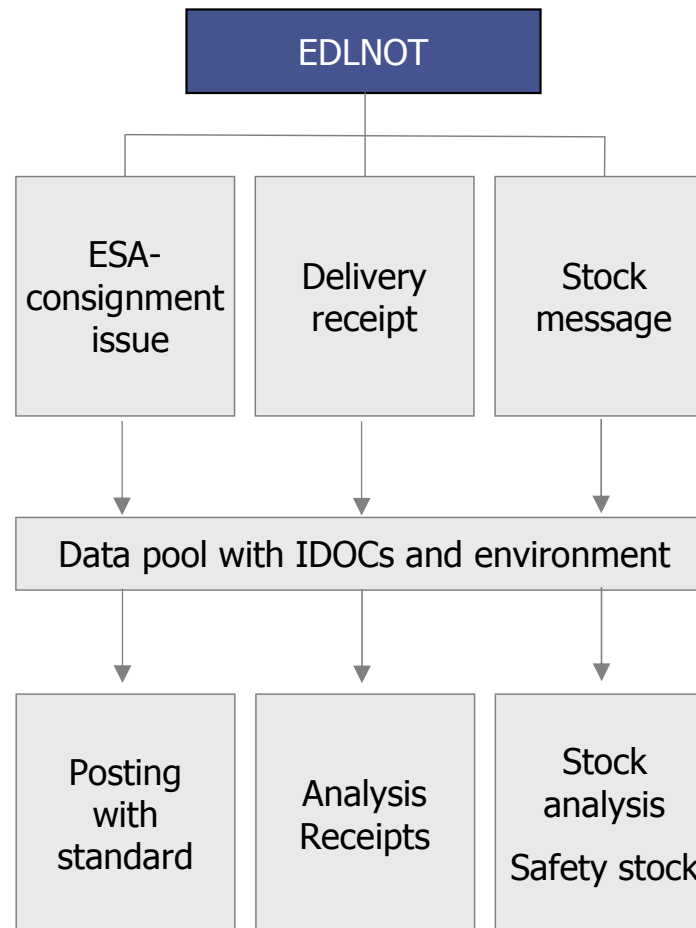 EDLNOT
ESA-
consignment
issue
Delivery
receipt
Stock
message
Data pool with IDOCs and environment
Posting
with
standard
Analysis
Receipts
Stock
analysis
Safety stock